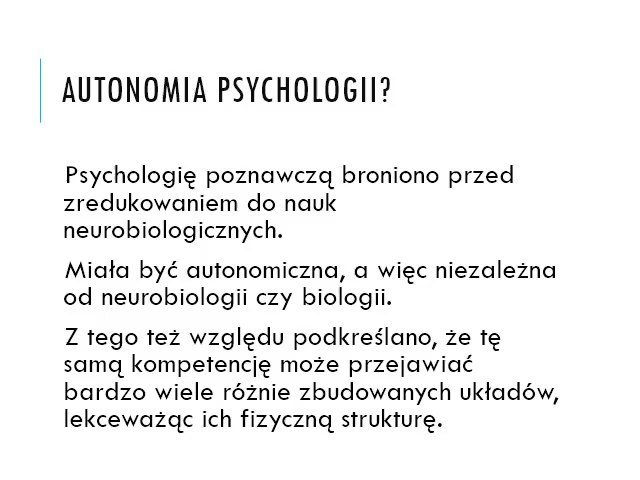 AUTONOMIA PSYCHOLOGII?
Psychologię poznawczą broniono przed
zredukowaniem do nauk
neurobiologicznych.
Miała być autonomiczna, a więc niezależna
od neurobiologii czy biologii.
Z tego też względu podkreślano, że tę
samą kompetencję może przejawiać
bardzo wiele różnie zbudowanych układów,
lekceważąc ich fizyczną strukturę.